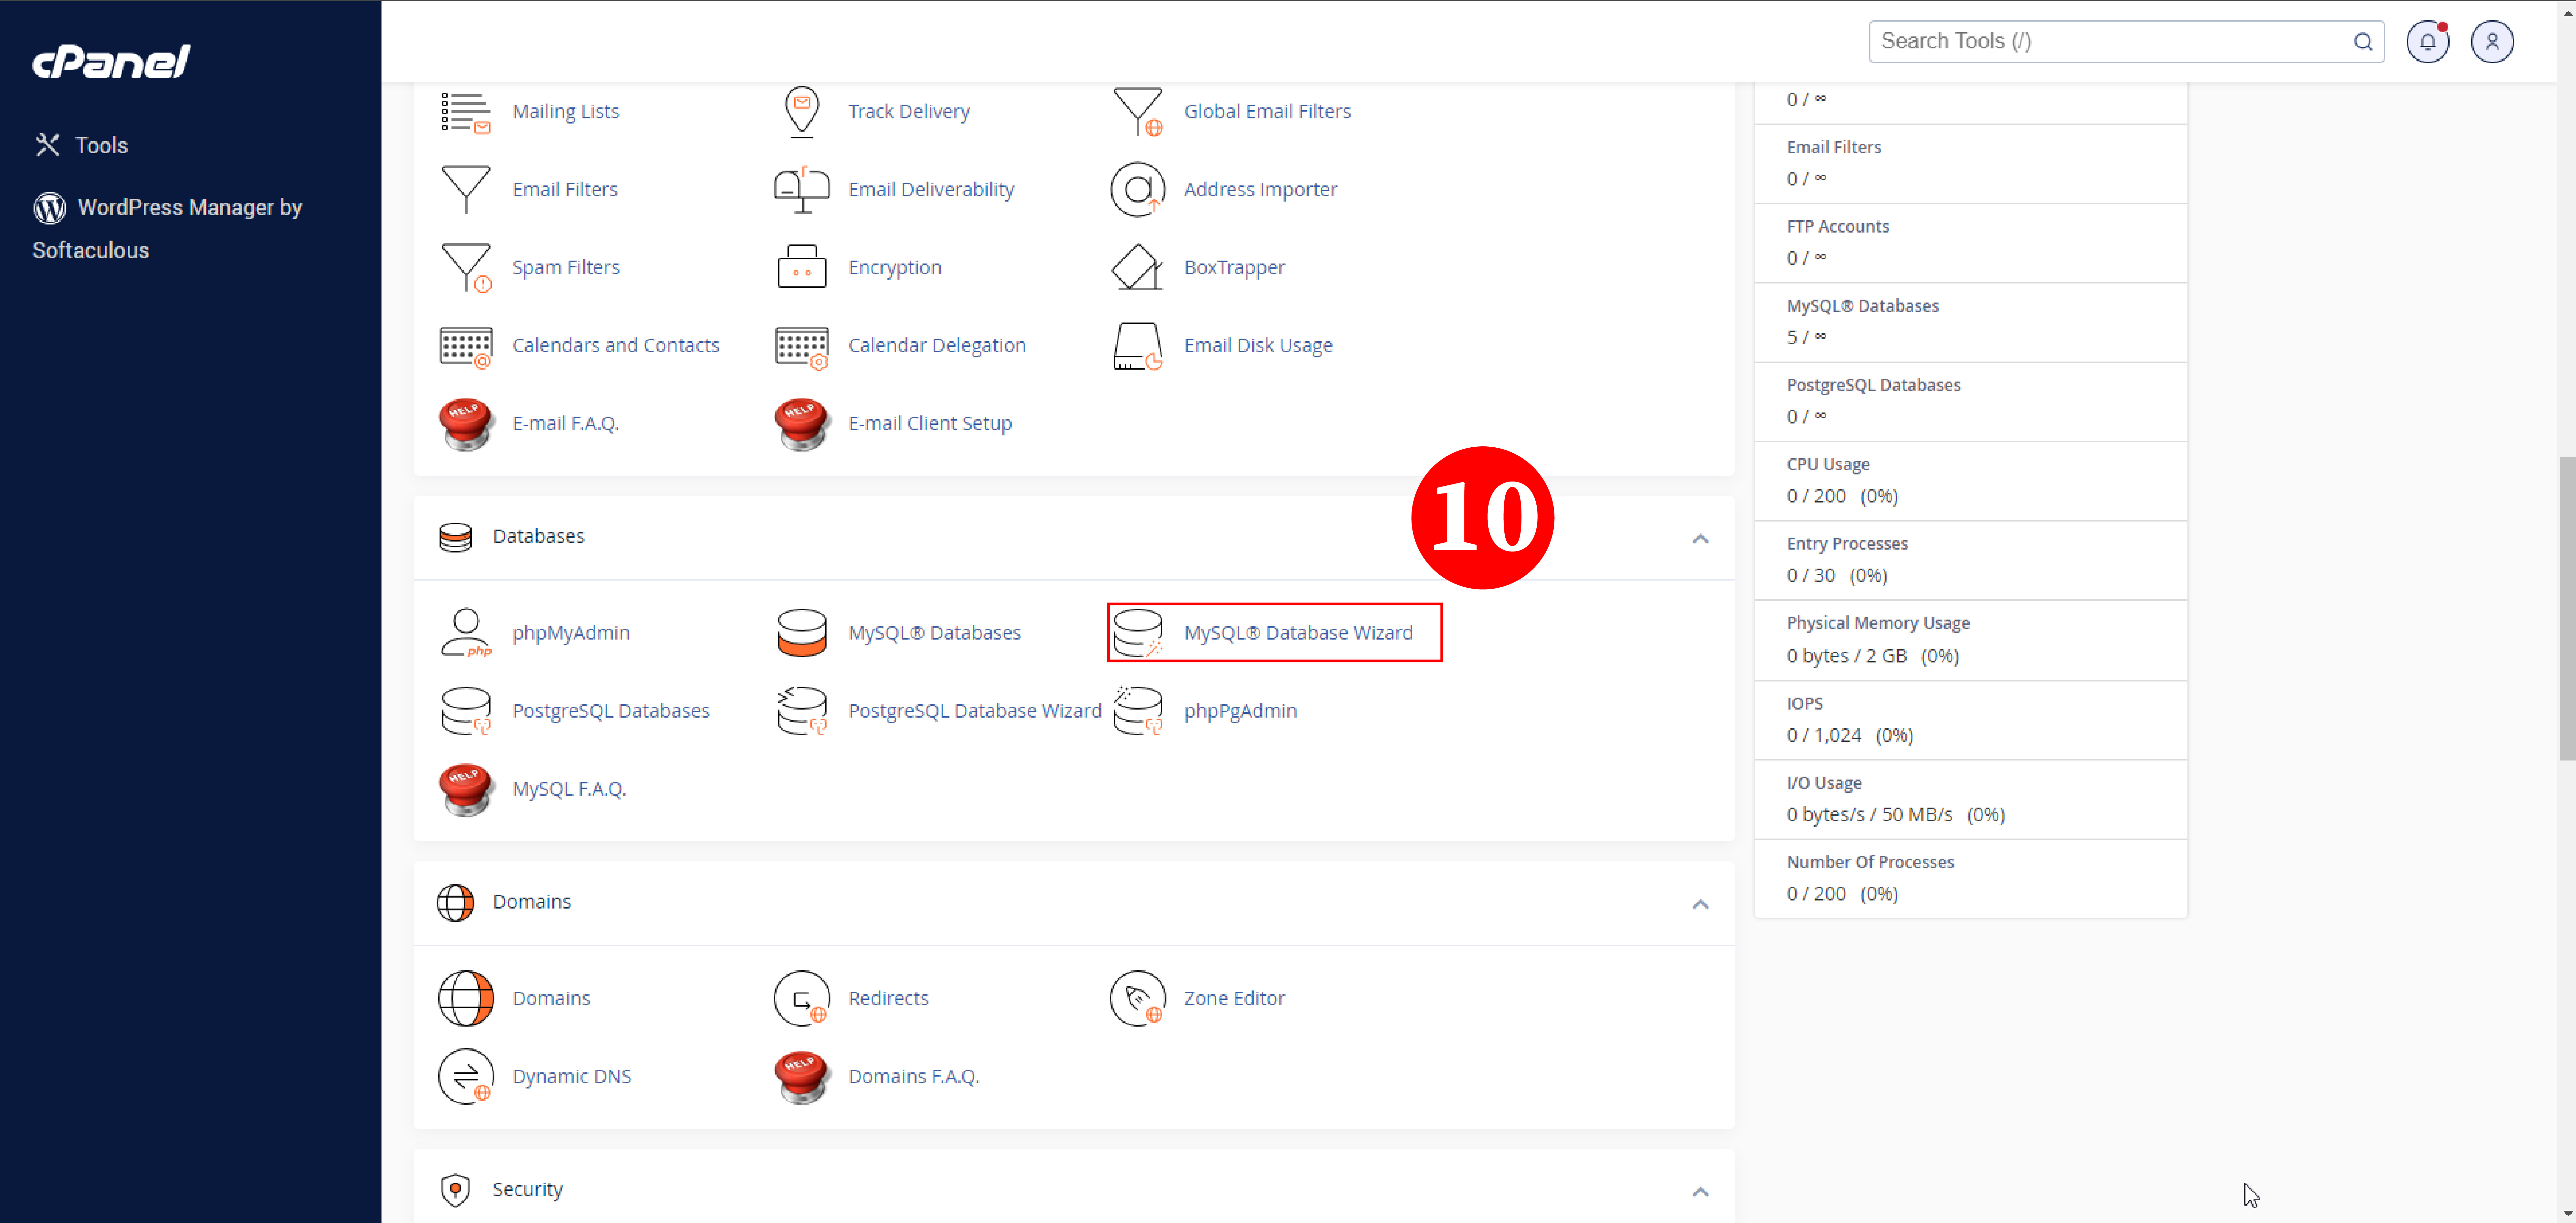 cPanel
Tools
WordPress Manager by
Softaculous
Search Tools (/)
Mailing Lists
Track Delivery
Global Email Filters
Email Filters
Email Deliverability
Address Importer
Spam Filters
Encryption
BoxTrapper
Calendars and Contacts
Calendar Delegation
Email Disk Usage
HELP
E-mail F.A.Q.
HELP
E-mail Client Setup
10
Databases
php
phpMyAdmin
MySQL® Databases
MySQL® Database Wizard
PostgreSQL Databases
PostgreSQL Database Wizard
phpPgAdmin
HELP
MySQL F.A.Q.
Domains
Domains
Redirects
Zone Editor
Dynamic DNS
HELP
Domains F.A.Q.
Security
0 / ∞
Email Filters
0 / ∞
FTP Accounts
0 / ∞
MySQL® Databases
5 / ∞
PostgreSQL Databases
0 / ∞
CPU Usage
0 / 200 (0%)
Entry Processes
0 / 30 (0%)
Physical Memory Usage
0 bytes / 2 GB (0%)
IOPS
0 / 1,024 (0%)
I/O Usage
0 bytes/s / 50 MB/s (0%)
Number Of Processes
0 / 200 (0%)